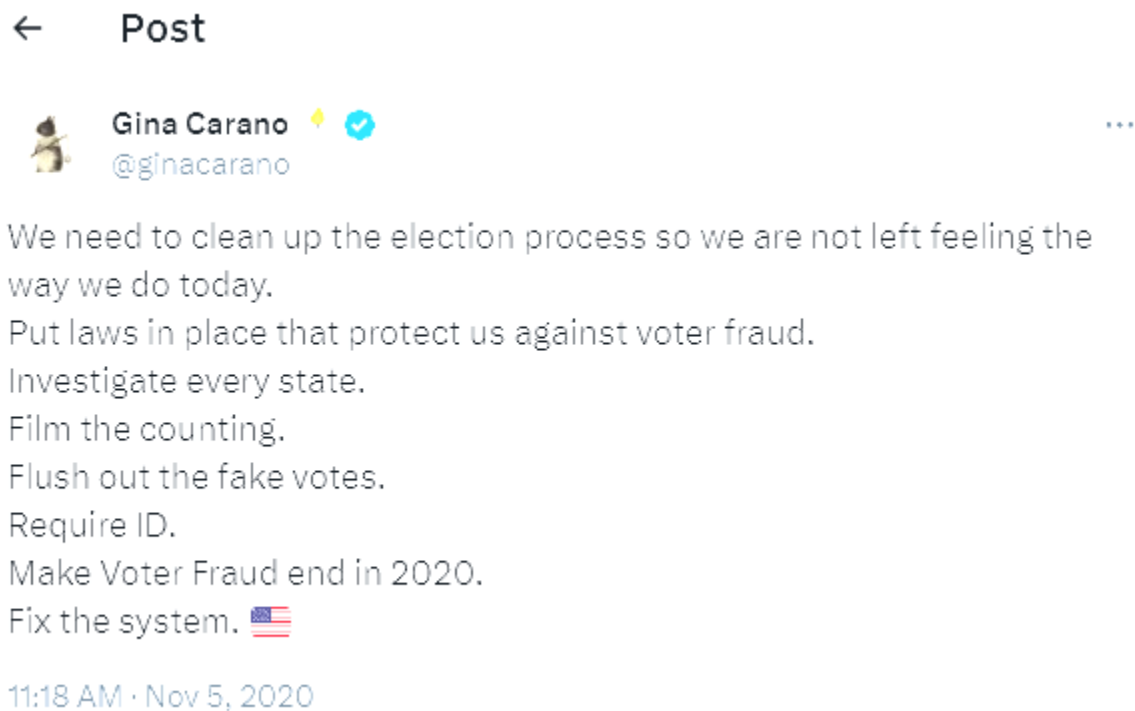 Post
Gina Carano
@ginacarano
We need to clean up the election process so we are not left feeling the
way we do today.
Put laws in place that protect us against voter fraud.
Investigate every state.
Film the counting.
Flush out the fake votes.
Require ID.
Make Voter Fraud end in 2020.
Fix the system. 🇺🇸
11:18 AM · Nov 5, 2020